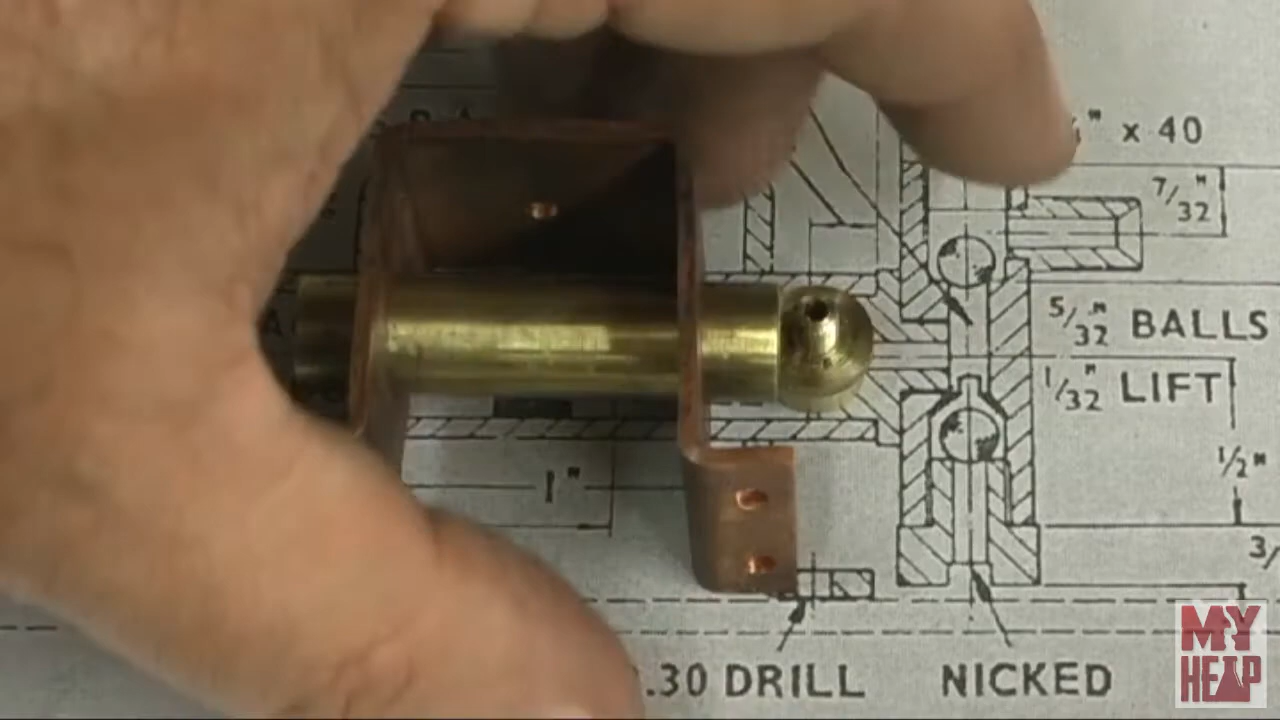 " x 40
7/32"
5/32" BALLS
1/32" LIFT
1/2"
1"
.30 DRILL
NICKED
MY
HEAP